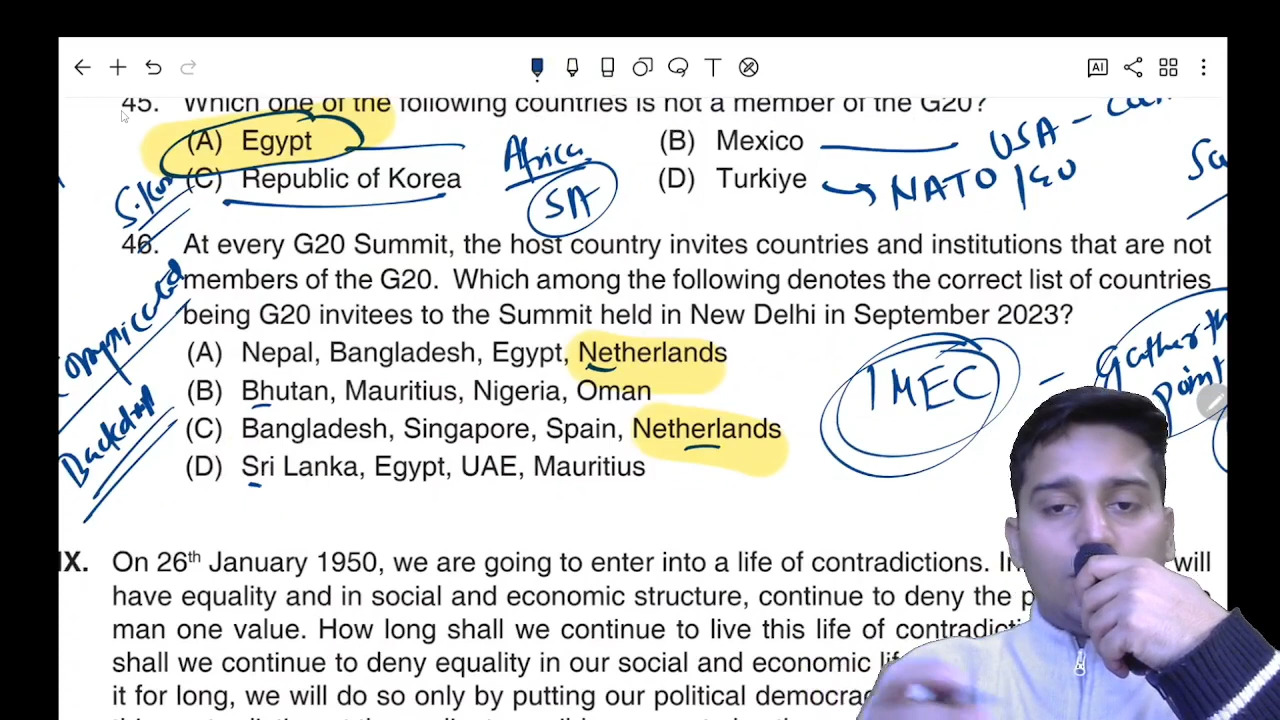 AI
45. Which one of the following countries is not a member of the G20?
(A) Egypt (B) Mexico
(C) Republic of Korea (D) Turkiye
Africa
SA
USA -
NATO
46. At every G20 Summit, the host country invites countries and institutions that are not
members of the G20. Which among the following denotes the correct list of countries
being G20 invitees to the Summit held in New Delhi in September 2023?
(A) Nepal, Bangladesh, Egypt, Netherlands
(B) Bhutan, Mauritius, Nigeria, Oman
(C) Bangladesh, Singapore, Spain, Netherlands
(D) Sri Lanka, Egypt, UAE, Mauritius
IMEC -
point
IX. On 26th January 1950, we are going to enter into a life of contradictions. In will
have equality and in social and economic structure, continue to deny the
man one value. How long shall we continue to live this life of
shall we continue to deny equality in our social and economic
it for long, we will do so only by putting our political